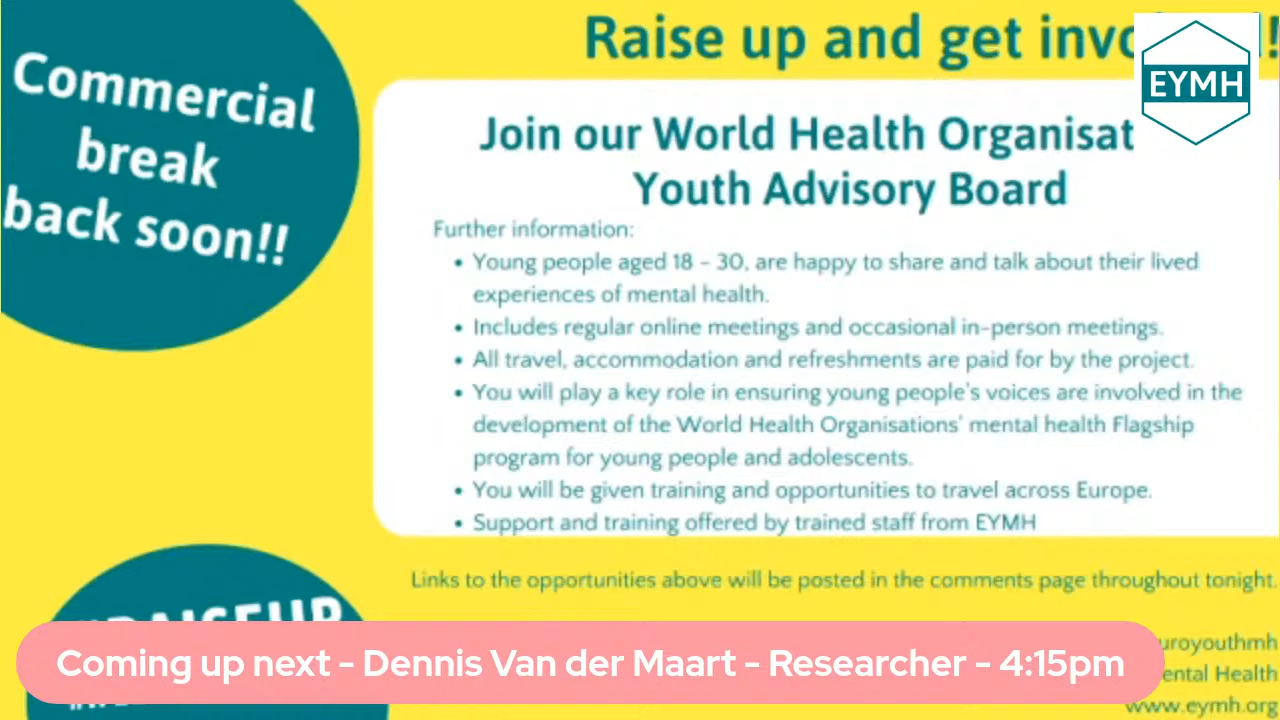 Commercial
break
back soon!!
Raise up and get
EYMH
Join our World Health Organisat
Youth Advisory Board
Further information:
• Young people aged 18 - 30, are happy to share and talk about their lived
experiences of mental health.
• Includes regular online meetings and occasional in-person meetings.
• All travel, accommodation and refreshments are paid for by the project.
• You will play a key role in ensuring young people's voices are involved in the
development of the World Health Organisations' mental health Flagship
program for young people and adolescents.
• You will be given training and opportunities to travel across Europe.
• Support and training offered by trained staff from EYMH
Links to the opportunities above will be posted in the comments page throughout tonight.
#RAISEUP
Coming up next - Dennis Van der Maart - Researcher - 4:15pm
uroyouthmh
ental Health
www.eymh.org